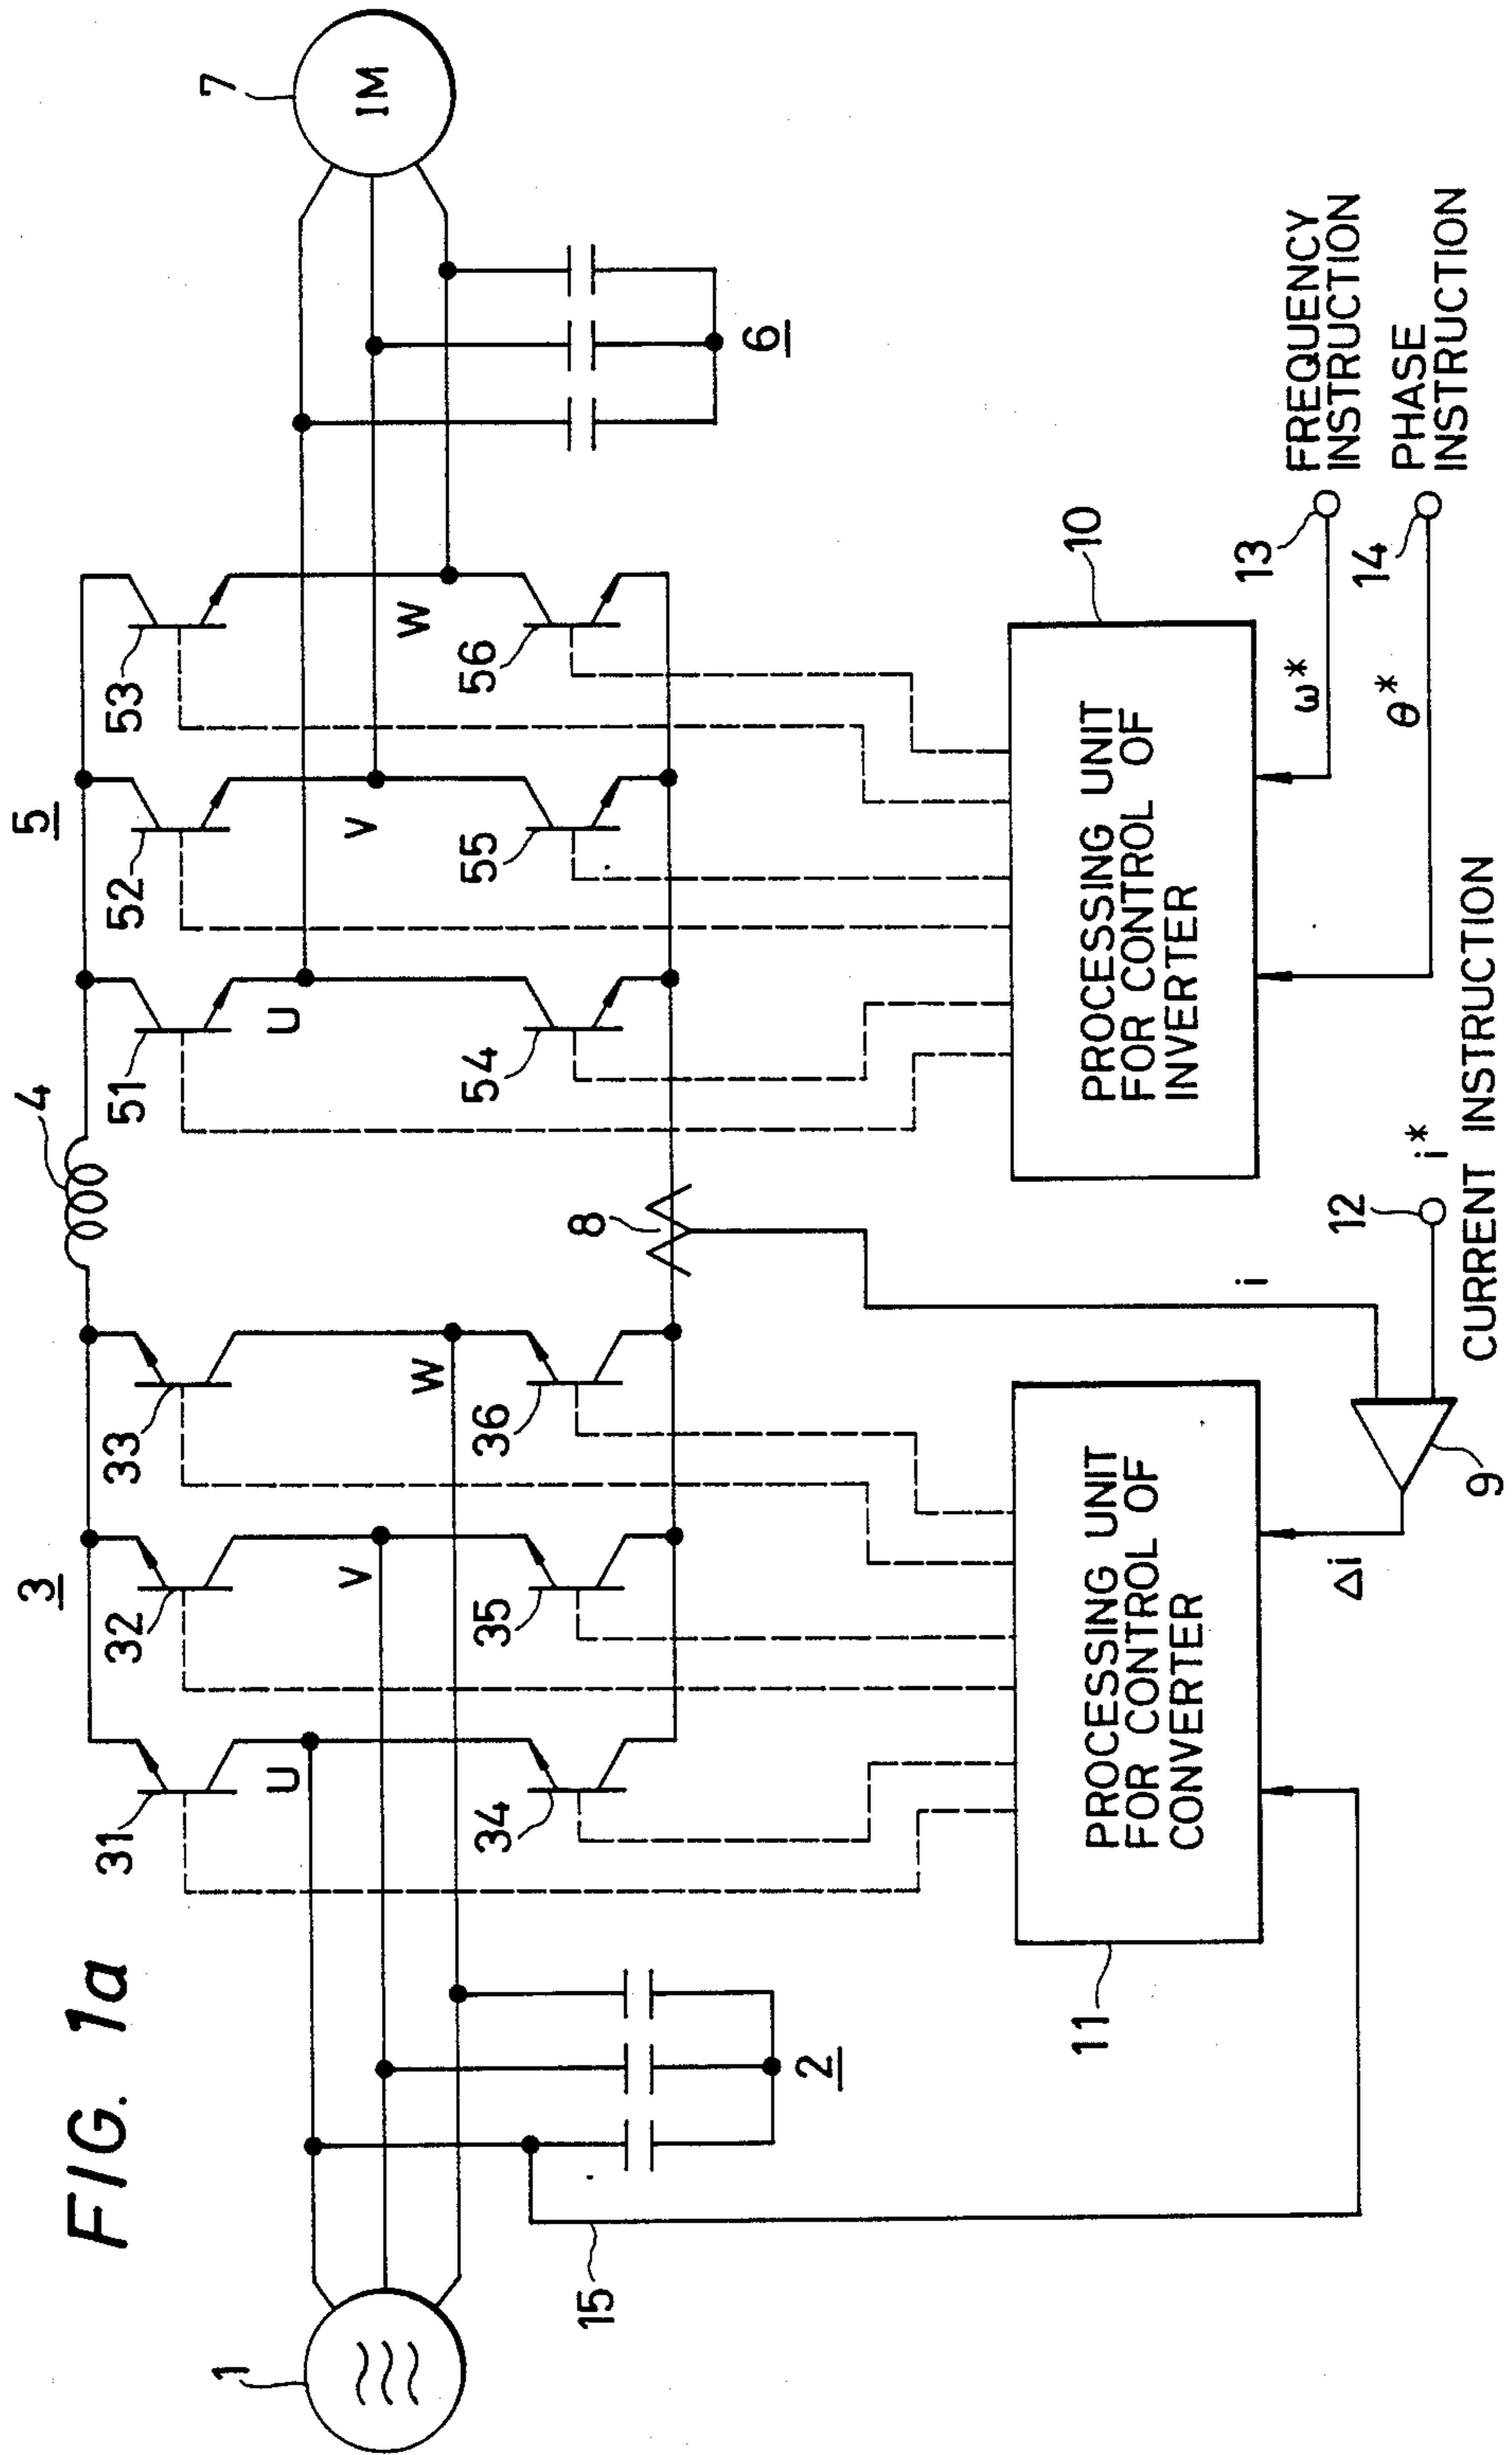 FIG. 1a
3
4
5
7
31
32
33
51
52
53
1
U
V
W
U
V
W
IM
34
35
36
8
54
55
56
2
6
15
11
PROCESSING UNIT
FOR CONTROL OF
CONVERTER
10
PROCESSING UNIT
FOR CONTROL OF
INVERTER
i
Δi
9
12
i*
CURRENT INSTRUCTION
ω*
13
FREQUENCY
INSTRUCTION
θ*
14
PHASE
INSTRUCTION